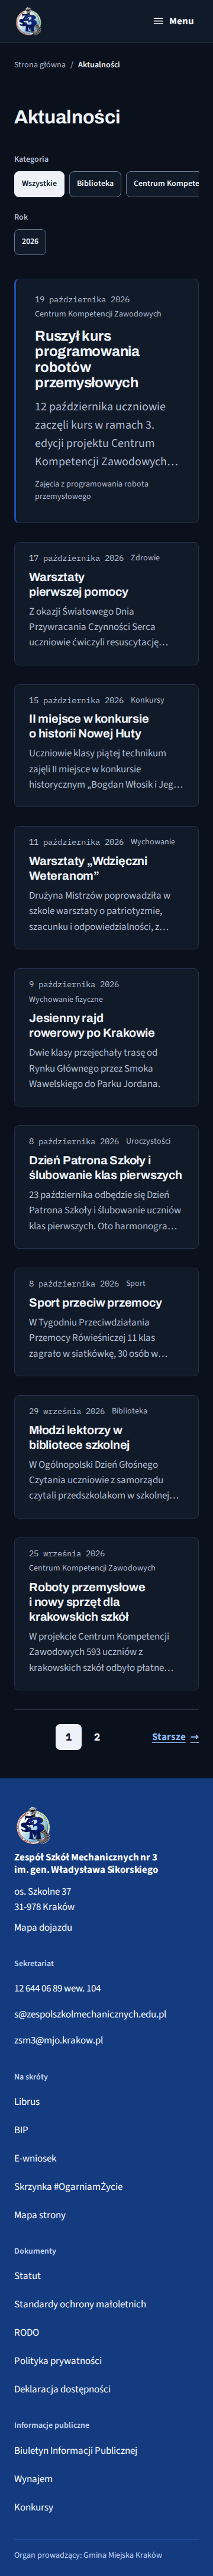 Menu
Strona główna / Aktualności
Aktualności
Kategoria
Wszystkie
Biblioteka
Centrum Kompete
Rok
2026
19 października 2026
Centrum Kompetencji Zawodowych
Ruszył kurs
programowania
robotów
przemysłowych
12 października uczniowie
zaczęli kurs w ramach 3.
edycji projektu Centrum
Kompetencji Zawodowych…
Zajęcia z programowania robota
przemysłowego
17 października 2026 Zdrowie
Warsztaty
pierwszej pomocy
Z okazji Światowego Dnia
Przywracania Czynności Serca
uczniowie ćwiczyli resuscytację…
15 października 2026 Konkursy
II miejsce w konkursie
o historii Nowej Huty
Uczniowie klasy piątej technikum
zajęli II miejsce w konkursie
historycznym „Bogdan Włosik i Jeg…
11 października 2026 Wychowanie
Warsztaty „Wdzięczni
Weteranom”
Drużyna Mistrzów poprowadziła w
szkole warsztaty o patriotyzmie,
szacunku i odpowiedzialności, z…
9 października 2026
Wychowanie fizyczne
Jesienny rajd
rowerowy po Krakowie
Dwie klasy przejechały trasę od
Rynku Głównego przez Smoka
Wawelskiego do Parku Jordana.
8 października 2026 Uroczystości
Dzień Patrona Szkoły i
ślubowanie klas pierwszych
23 października odbędzie się Dzień
Patrona Szkoły i ślubowanie uczniów
klas pierwszych. Oto harmonogra…
8 października 2026 Sport
Sport przeciw przemocy
W Tygodniu Przeciwdziałania
Przemocy Rówieśniczej 11 klas
zagrało w siatkówkę, 30 osób w…
29 września 2026 Biblioteka
Młodzi lektorzy w
bibliotece szkolnej
W Ogólnopolski Dzień Głośnego
Czytania uczniowie z samorządu
czytali przedszkolakom w szkolnej…
25 września 2026
Centrum Kompetencji Zawodowych
Roboty przemysłowe
i nowy sprzęt dla
krakowskich szkół
W projekcie Centrum Kompetencji
Zawodowych 593 uczniów z
krakowskich szkół odbyło płatne…
1 2 Starsze →
Zespół Szkół Mechanicznych nr 3
im. gen. Władysława Sikorskiego
os. Szkolne 37
31-978 Kraków
Mapa dojazdu
Sekretariat
12 644 06 89 wew. 104
s@zespolszkolmechanicznych.edu.pl
zsm3@mjo.krakow.pl
Na skróty
Librus
BIP
E-wniosek
Skrzynka #OgarniamŻycie
Mapa strony
Dokumenty
Statut
Standardy ochrony małoletnich
RODO
Polityka prywatności
Deklaracja dostępności
Informacje publiczne
Biuletyn Informacji Publicznej
Wynajem
Konkursy
Organ prowadzący: Gmina Miejska Kraków